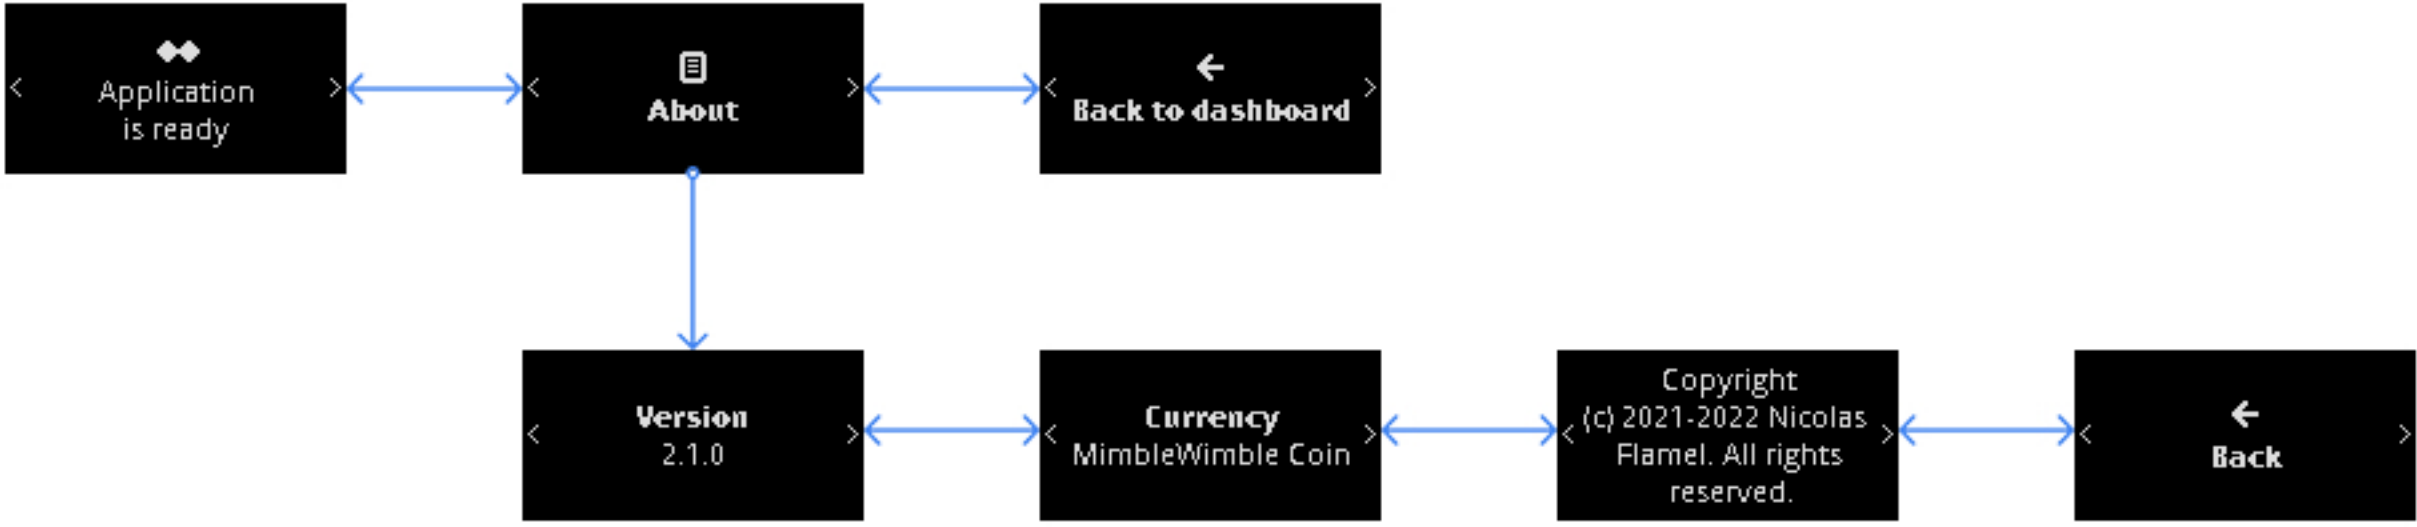 Application
is ready
About
Back to dashboard
Version
2.1.0
Currency
MimbleWimble Coin
Copyright
(c) 2021-2022 Nicolas
Flamel. All rights
reserved.
Back